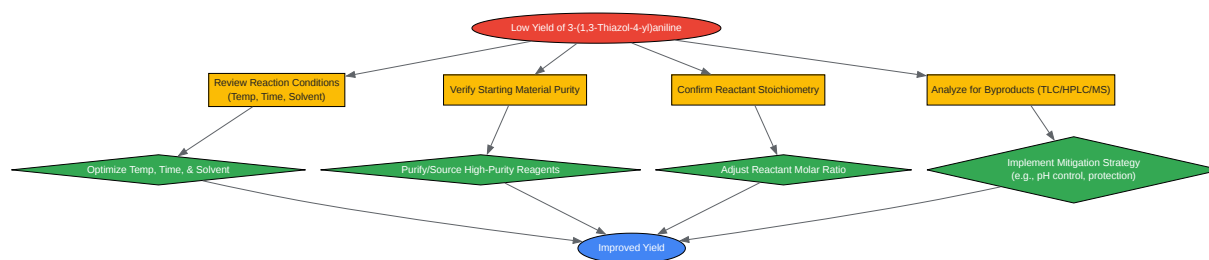 Low Yield of 3-(1,3-Thiazol-4-yl)aniline
Review Reaction Conditions
(Temp, Time, Solvent)
Verify Starting Material Purity
Confirm Reactant Stoichiometry
Analyze for Byproducts (TLC/HPLC/MS)
Optimize Temp, Time, & Solvent
Purify/Source High-Purity Reagents
Adjust Reactant Molar Ratio
Implement Mitigation Strategy
(e.g., pH control, protection)
Improved Yield